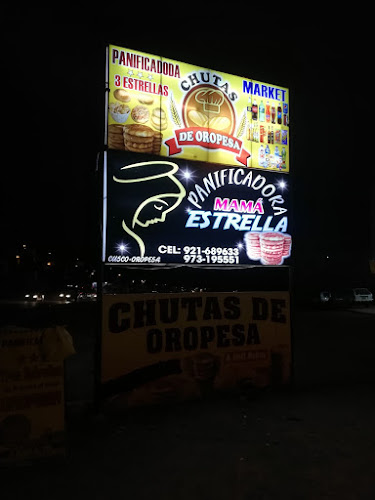 PANIFICADODA
3 ESTRELLAS
CHUTAS
DE OROPESA
MARKET
PANIFICADORA
MAMÁ
ESTRELLA
CEL: 921-689633
973-195551
CUSCO-OROPESA
CHUTAS DE
OROPESA